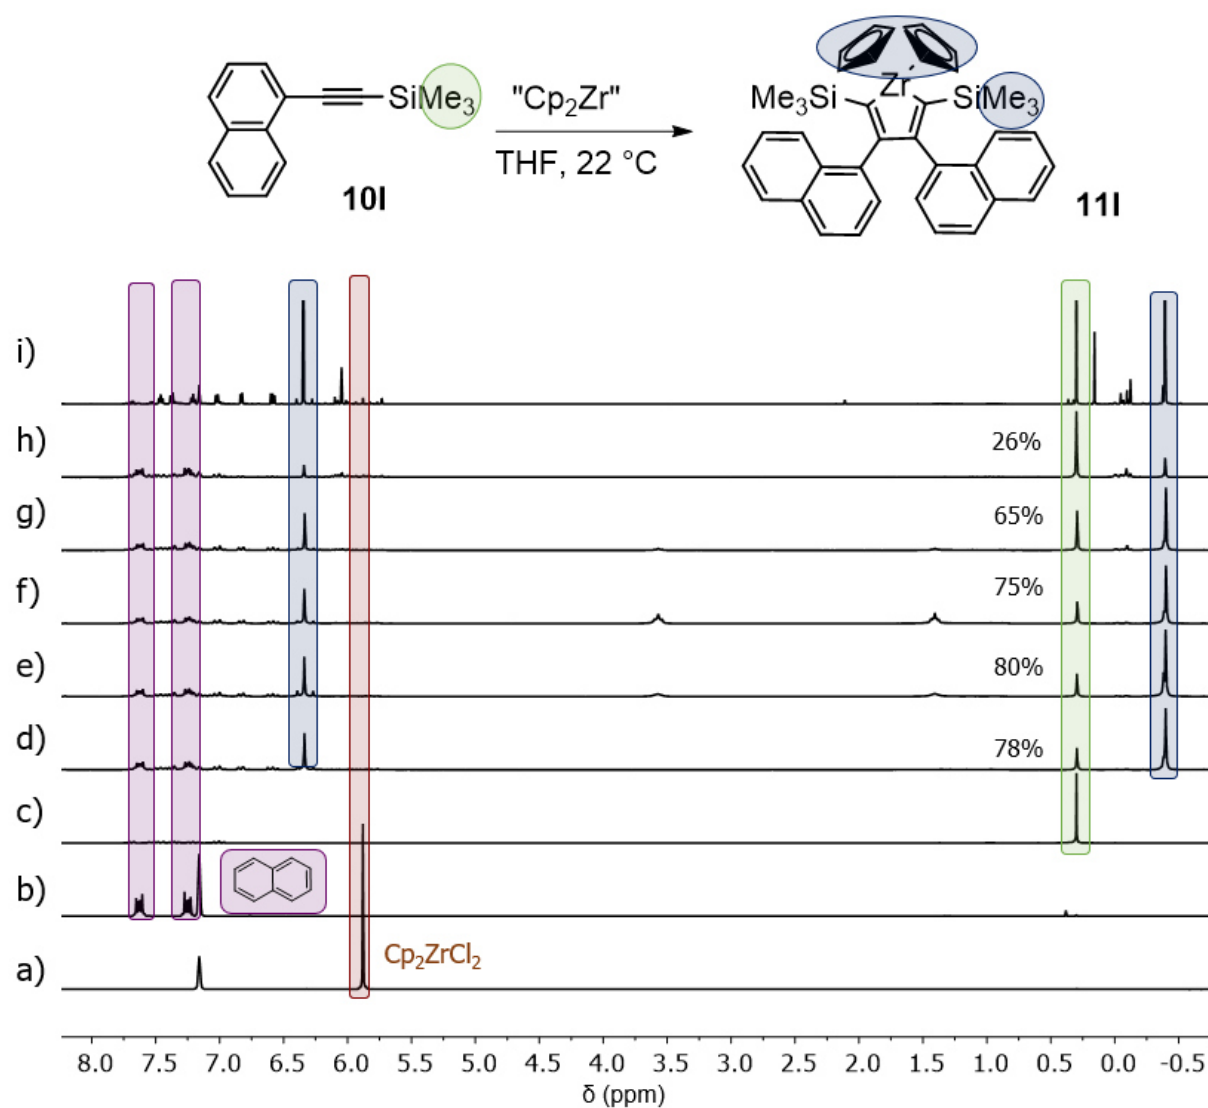 SiMe₃
"Cp₂Zr"
THF, 22 °C
10l
Zr
Me₃Si
SiMe₃
11l
i)
h)
26%
g)
65%
f)
75%
e)
80%
d)
78%
c)
b)
a)
Cp₂ZrCl₂
8.0 7.5 7.0 6.5 6.0 5.5 5.0 4.5 4.0 3.5 3.0 2.5 2.0 1.5 1.0 0.5 0.0 -0.5
δ (ppm)